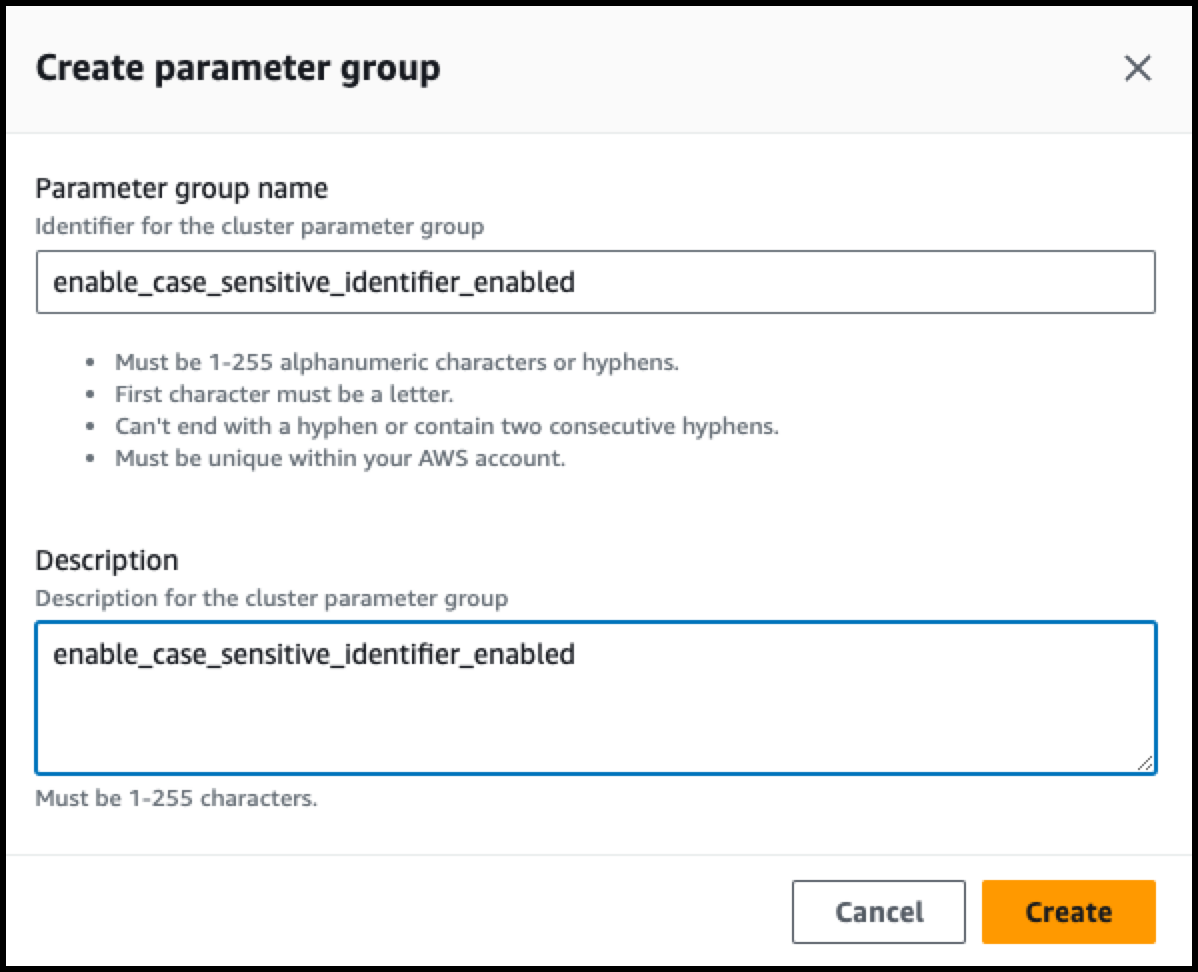 Create parameter group
Parameter group name
Identifier for the cluster parameter group
enable_case_sensitive_identifier_enabled
• Must be 1-255 alphanumeric characters or hyphens.
• First character must be a letter.
• Can't end with a hyphen or contain two consecutive hyphens.
• Must be unique within your AWS account.
Description
Description for the cluster parameter group
enable_case_sensitive_identifier_enabled
Must be 1-255 characters.
Cancel Create